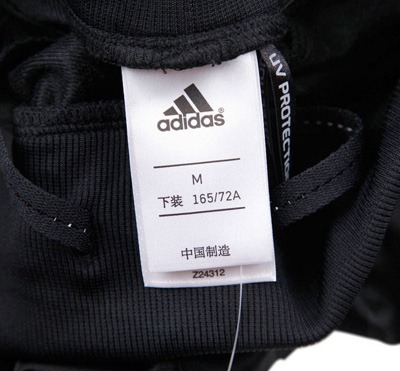 adidas
M
下装 165/72A
中国制造
Z24312
UV PROTECTION